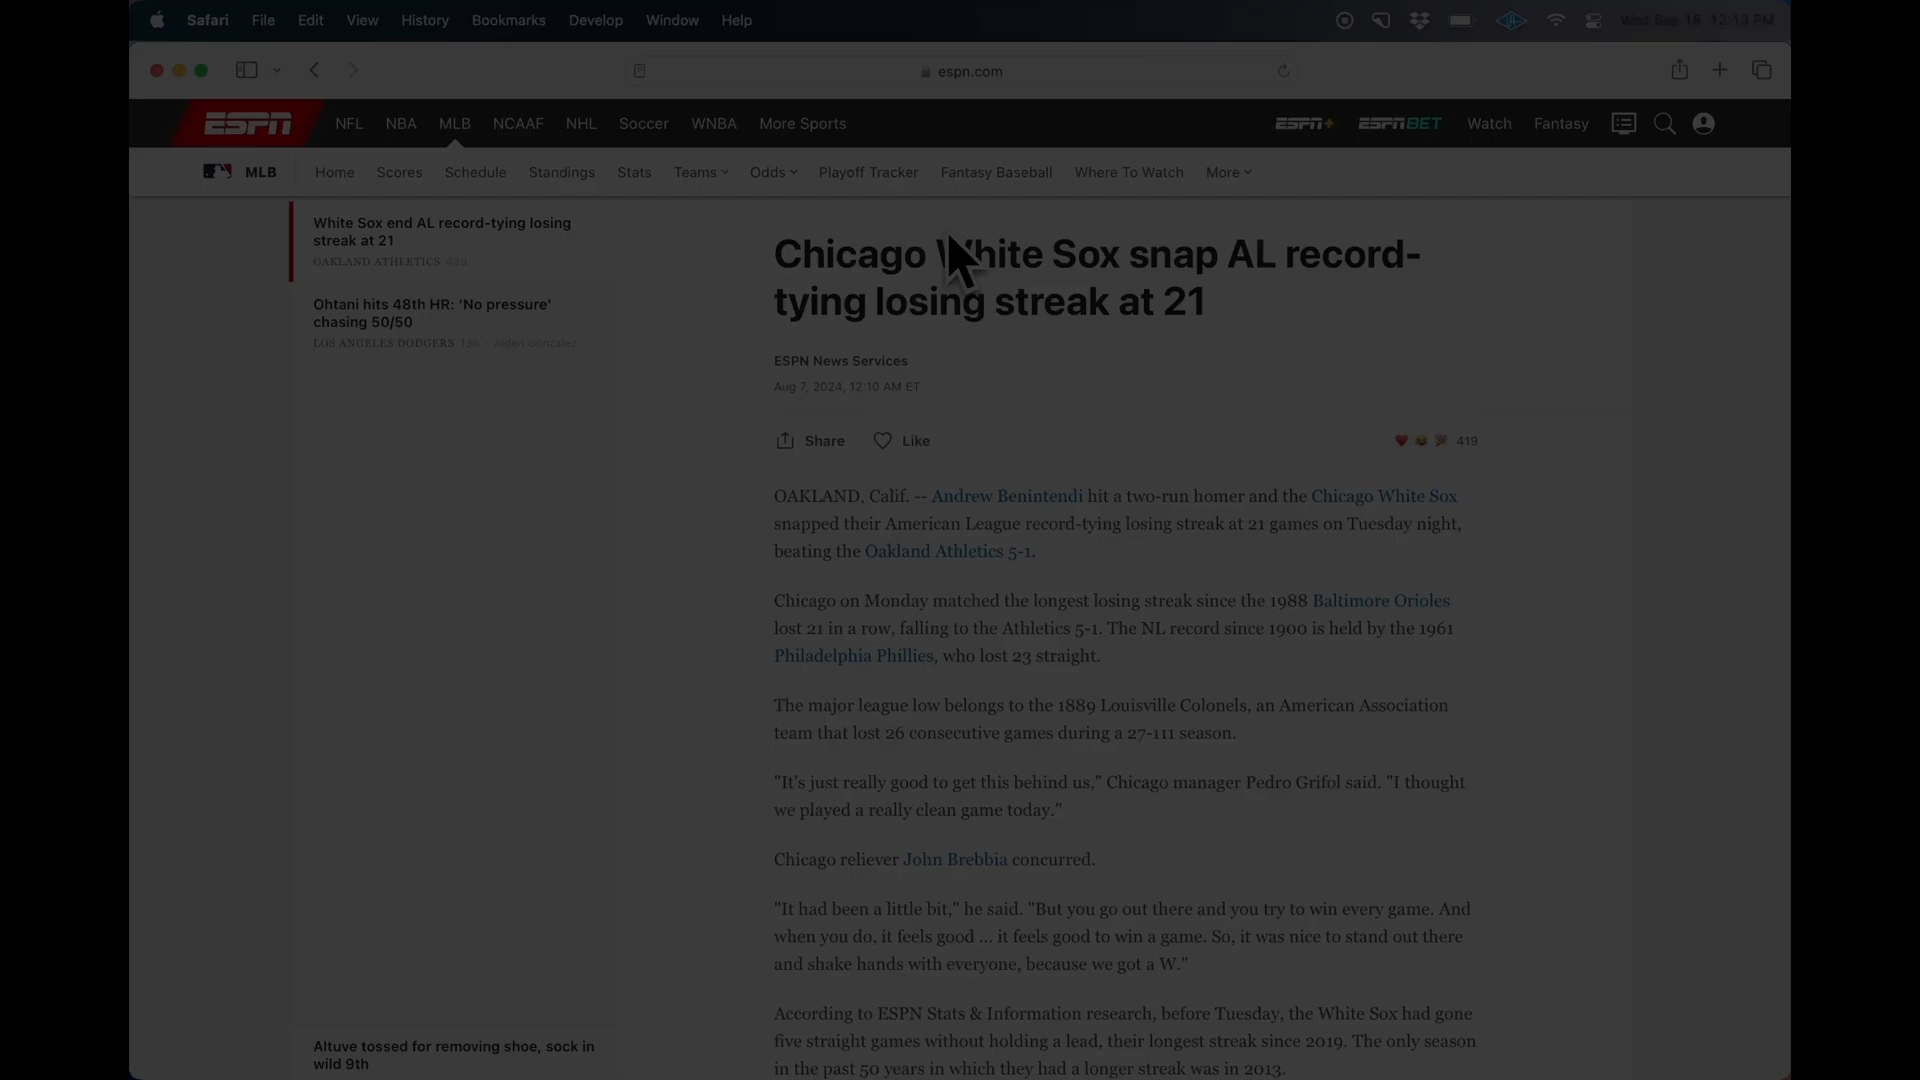 Safari File Edit View History Bookmarks Develop Window Help Wed Sep 18 12:13 PM
espn.com
ESPN NFL NBA MLB NCAAF NHL Soccer WNBA More Sports ESPN+ ESPN BET Watch Fantasy
MLB Home Scores Schedule Standings Stats Teams Odds Playoff Tracker Fantasy Baseball Where To Watch More
White Sox end AL record-tying losing
streak at 21
OAKLAND ATHLETICS 43d
Ohtani hits 48th HR: 'No pressure'
chasing 50/50
LOS ANGELES DODGERS 13h - Alden Gonzalez
Altuve tossed for removing shoe, sock in
wild 9th
Chicago White Sox snap AL record-
tying losing streak at 21
ESPN News Services
Aug 7, 2024, 12:10 AM ET
Share Like 419
OAKLAND, Calif. -- Andrew Benintendi hit a two-run homer and the Chicago White Sox
snapped their American League record-tying losing streak at 21 games on Tuesday night,
beating the Oakland Athletics 5-1.
Chicago on Monday matched the longest losing streak since the 1988 Baltimore Orioles
lost 21 in a row, falling to the Athletics 5-1. The NL record since 1900 is held by the 1961
Philadelphia Phillies, who lost 23 straight.
The major league low belongs to the 1889 Louisville Colonels, an American Association
team that lost 26 consecutive games during a 27-111 season.
"It's just really good to get this behind us," Chicago manager Pedro Grifol said. "I thought
we played a really clean game today."
Chicago reliever John Brebbia concurred.
"It had been a little bit," he said. "But you go out there and you try to win every game. And
when you do, it feels good ... it feels good to win a game. So, it was nice to stand out there
and shake hands with everyone, because we got a W."
According to ESPN Stats & Information research, before Tuesday, the White Sox had gone
five straight games without holding a lead, their longest streak since 2019. The only season
in the past 50 years in which they had a longer streak was in 2013.